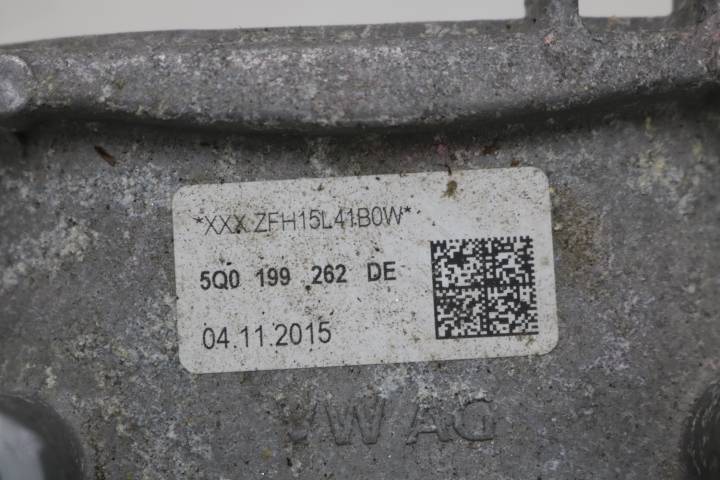 *XXX ZFH15L41B0W*
5Q0 199 262 DE
04.11.2015
VW AG